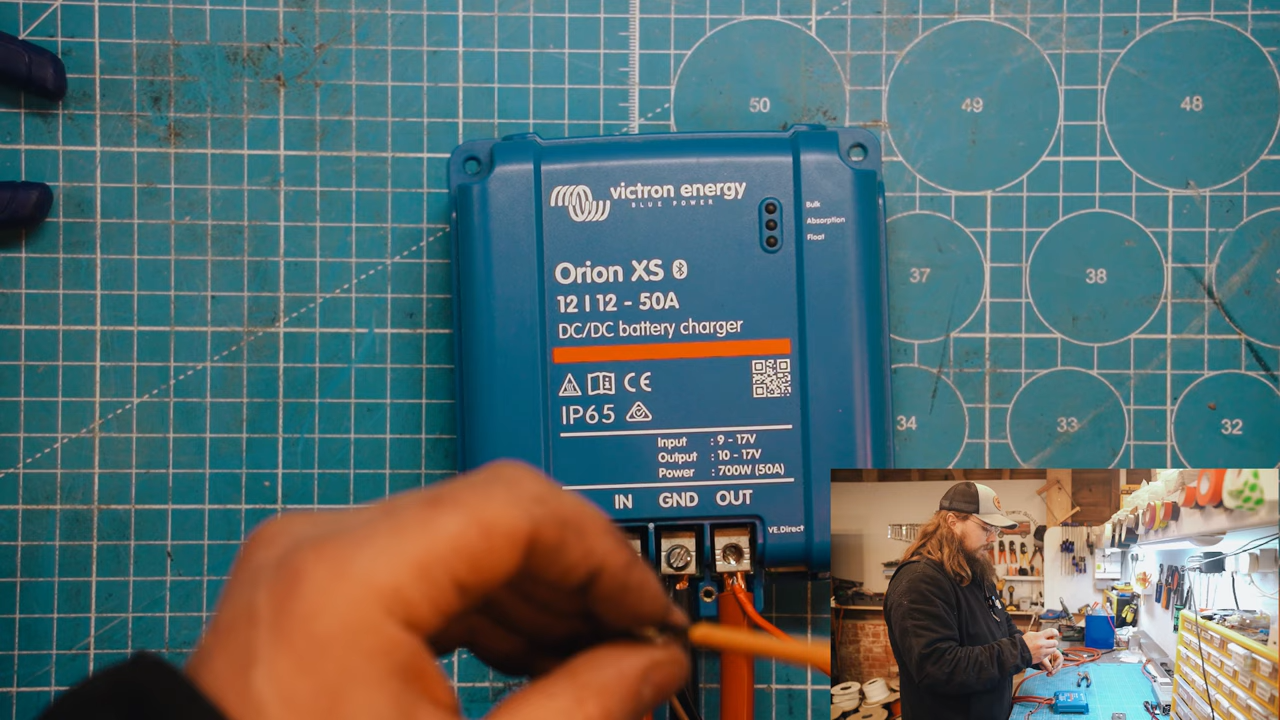 50
49
48
victron energy
BLUE POWER
Bulk
Absorption
Float
37
38
Orion XS
12 | 12 - 50A
DC/DC battery charger
CE
IP65
34
33
32
Input : 9 - 17V
Output : 10 - 17V
Power : 700W (50A)
IN GND OUT
VE.Direct